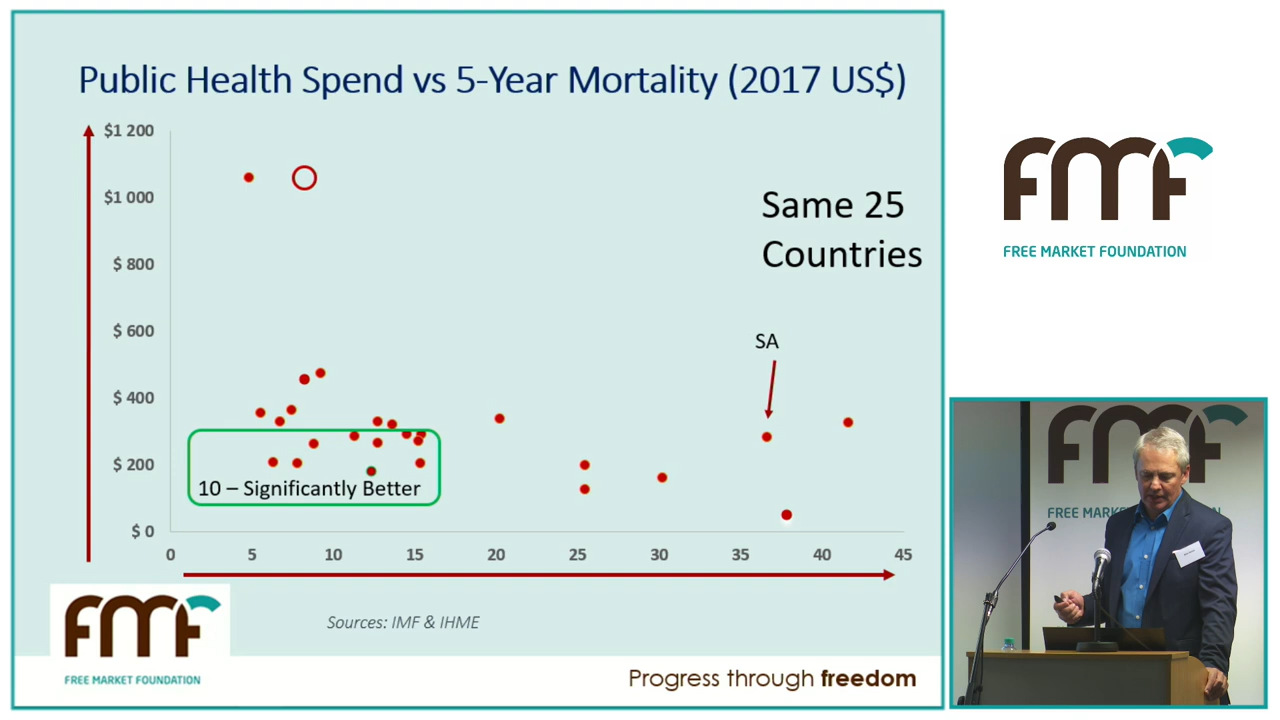 Public Health Spend vs 5-Year Mortality (2017 US$)
$1 200
$1 000
$ 800
$ 600
$ 400
$ 200
$ 0
Same 25
Countries
SA
10 – Significantly Better
0 5 10 15 20 25 30 35 40 45
Sources: IMF & IHME
fmf
FREE MARKET FOUNDATION
Progress through freedom
fmf
FREE MARKET FOUNDATION
fmf
FREE MARK